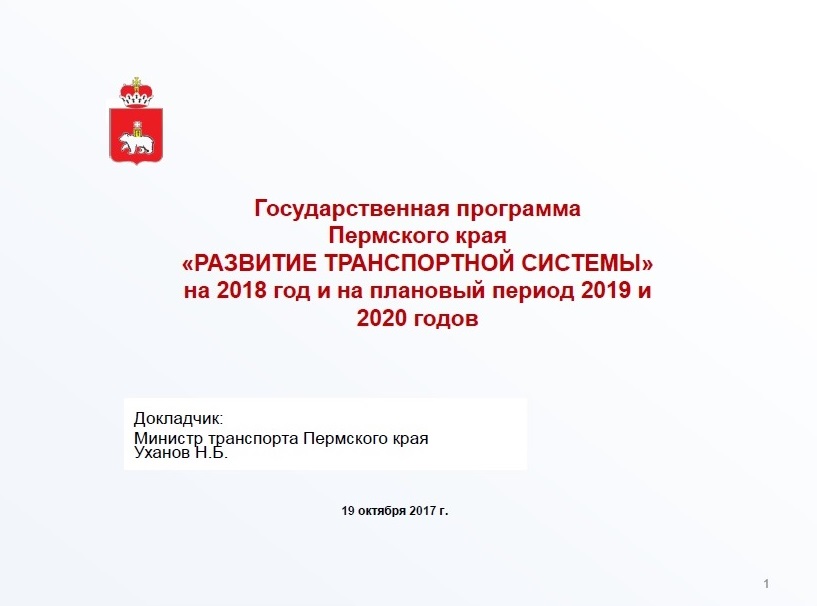 Государственная программа
Пермского края
«РАЗВИТИЕ ТРАНСПОРТНОЙ СИСТЕМЫ»
на 2018 год и на плановый период 2019 и
2020 годов
Докладчик:
Министр транспорта Пермского края
Уханов Н.Б.
19 октября 2017 г.
1